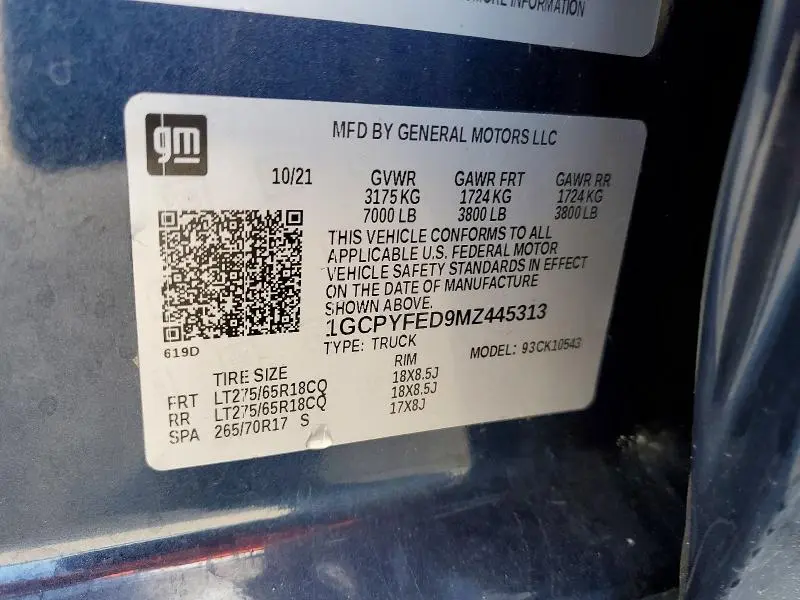 MORE INFORMATION
gm
MFD BY GENERAL MOTORS LLC
10/21 GVWR GAWR FRT GAWR RR
3175 KG 1724 KG 1724 KG
7000 LB 3800 LB 3800 LB
THIS VEHICLE CONFORMS TO ALL
APPLICABLE U.S. FEDERAL MOTOR
VEHICLE SAFETY STANDARDS IN EFFECT
ON THE DATE OF MANUFACTURE
SHOWN ABOVE.
1GCPYFED9MZ445313
619D
TYPE: TRUCK MODEL: 93CK10543
TIRE SIZE RIM
FRT LT275/65R18CQ 18X8.5J
RR LT275/65R18CQ 18X8.5J
SPA 265/70R17 S 17X8J